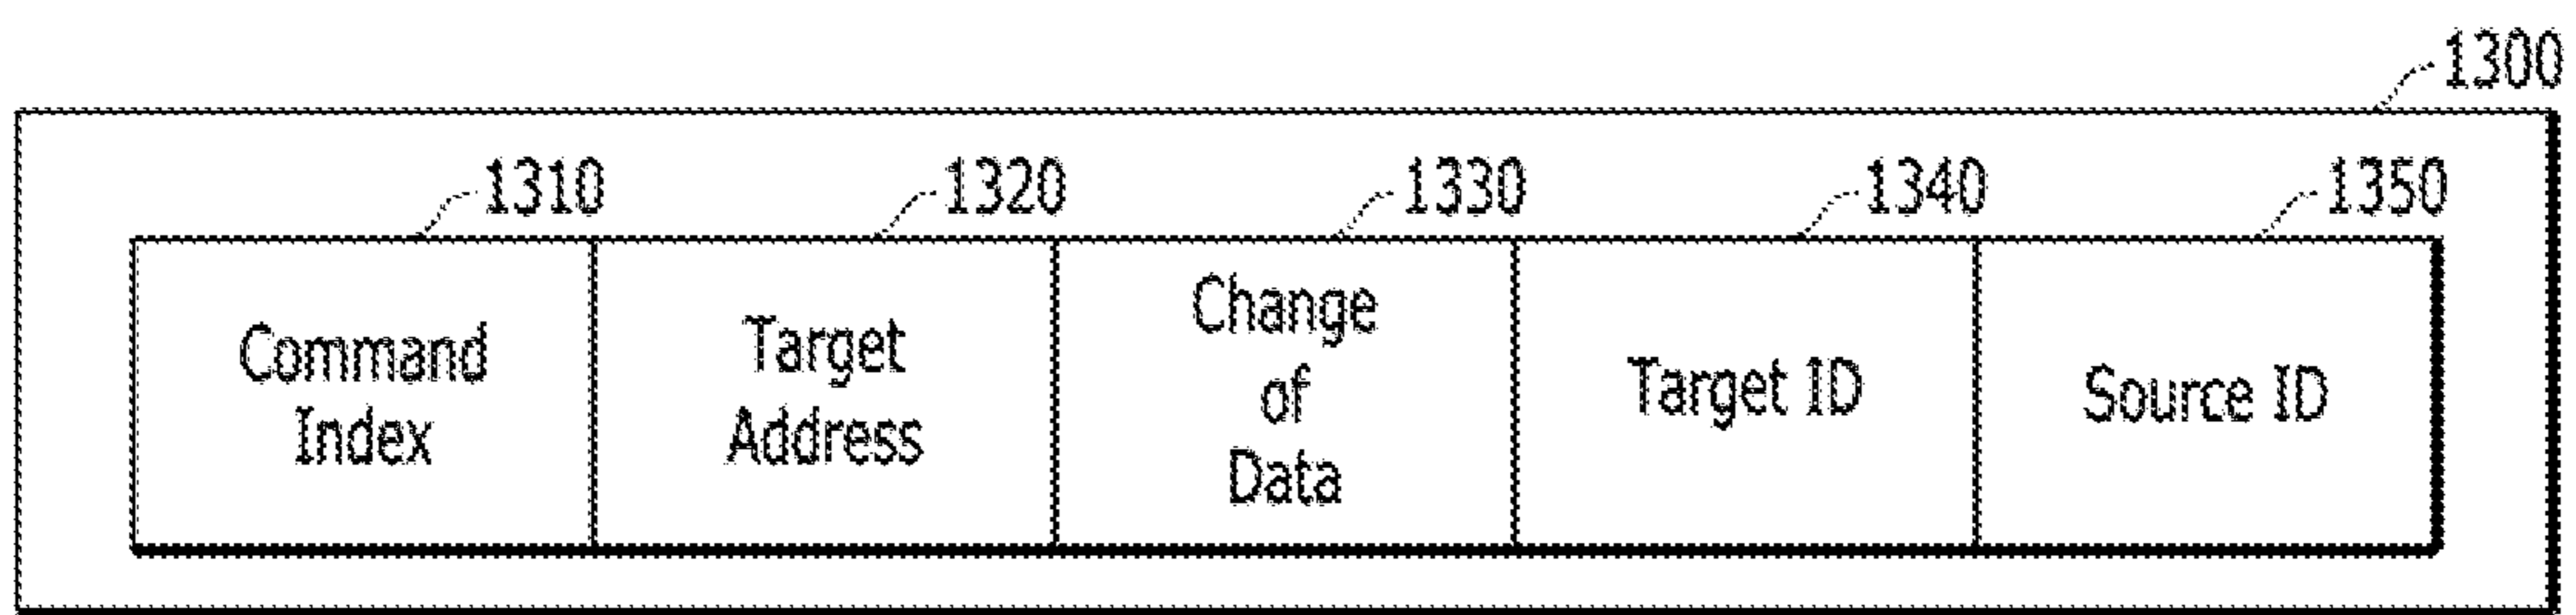 1300
1310
1320
1330
1340
1350
Command
Index
Target
Address
Change
of
Data
Target ID
Source ID